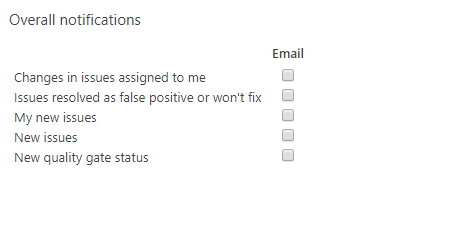 Overall notifications
Email
Changes in issues assigned to me
Issues resolved as false positive or won't fix
My new issues
New issues
New quality gate status